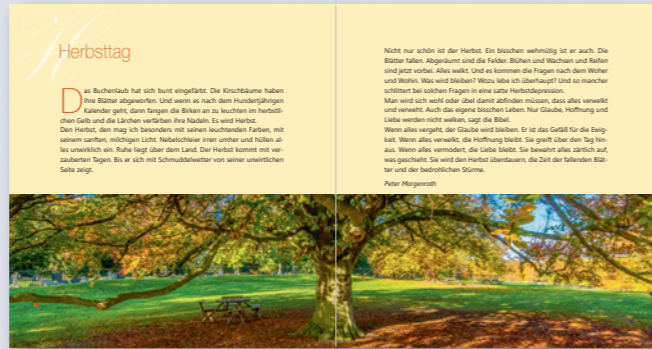 H
Herbsttag
Das Buchenlaub hat sich bunt eingefärbt. Die Kirschbäume haben
ihre Blätter abgeworfen. Und wenn es nach dem Hundertjährigen
Kalender geht, dann fangen die Birken an zu leuchten im herbstli-
chen Gelb und die Lärchen verfärben ihre Nadeln. Es wird Herbst.
Den Herbst, den mag ich besonders mit seinen leuchtenden Farben, mit
seinem sanften, milchigen Licht. Nebelschleier irren umher und hüllen al-
les unwirklich ein. Ruhe liegt über dem Land. Der Herbst kommt mit ver-
zauberten Tagen. Bis er sich mit Schmuddelwetter von seiner unwirtlichen
Seite zeigt.
Nicht nur schön ist der Herbst. Ein bisschen wehmütig ist er auch. Die
Blätter fallen. Abgeräumt sind die Felder. Blühen und Wachsen und Reifen
sind jetzt vorbei. Alles welkt. Und es kommen die Fragen nach dem Woher
und Wohin. Was wird bleiben? Wozu lebe ich überhaupt? Und so mancher
schlittert bei solchen Fragen in eine satte Herbstdepression.
Man wird sich wohl oder übel damit abfinden müssen, dass alles verwelkt
und verweht. Auch das eigene bisschen Leben. Nur Glaube, Hoffnung und
Liebe werden nicht welken, sagt die Bibel.
Wenn alles vergeht, der Glaube wird bleiben. Er ist das Gefäß für die Ewig-
keit. Wenn alles verwelkt, die Hoffnung bleibt. Sie greift über den Tag hin-
aus. Wenn alles vermodert, die Liebe bleibt. Sie bewahrt alles zärtlich auf,
was geschieht. Sie wird den Herbst überdauern, die Zeit der fallenden Blät-
ter und der bedrohlichen Stürme.
Peter Morgenroth